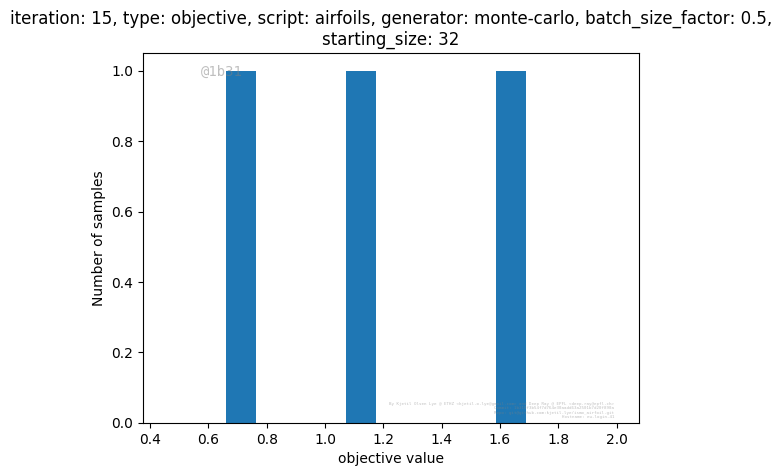 iteration: 15, type: objective, script: airfoils, generator: monte-carlo, batch_size_factor: 0.5,
starting_size: 32
@1b31
1.0
0.8
0.6
0.4
0.2
0.0
Number of samples
0.4 0.6 0.8 1.0 1.2 1.4 1.6 1.8 2.0
objective value